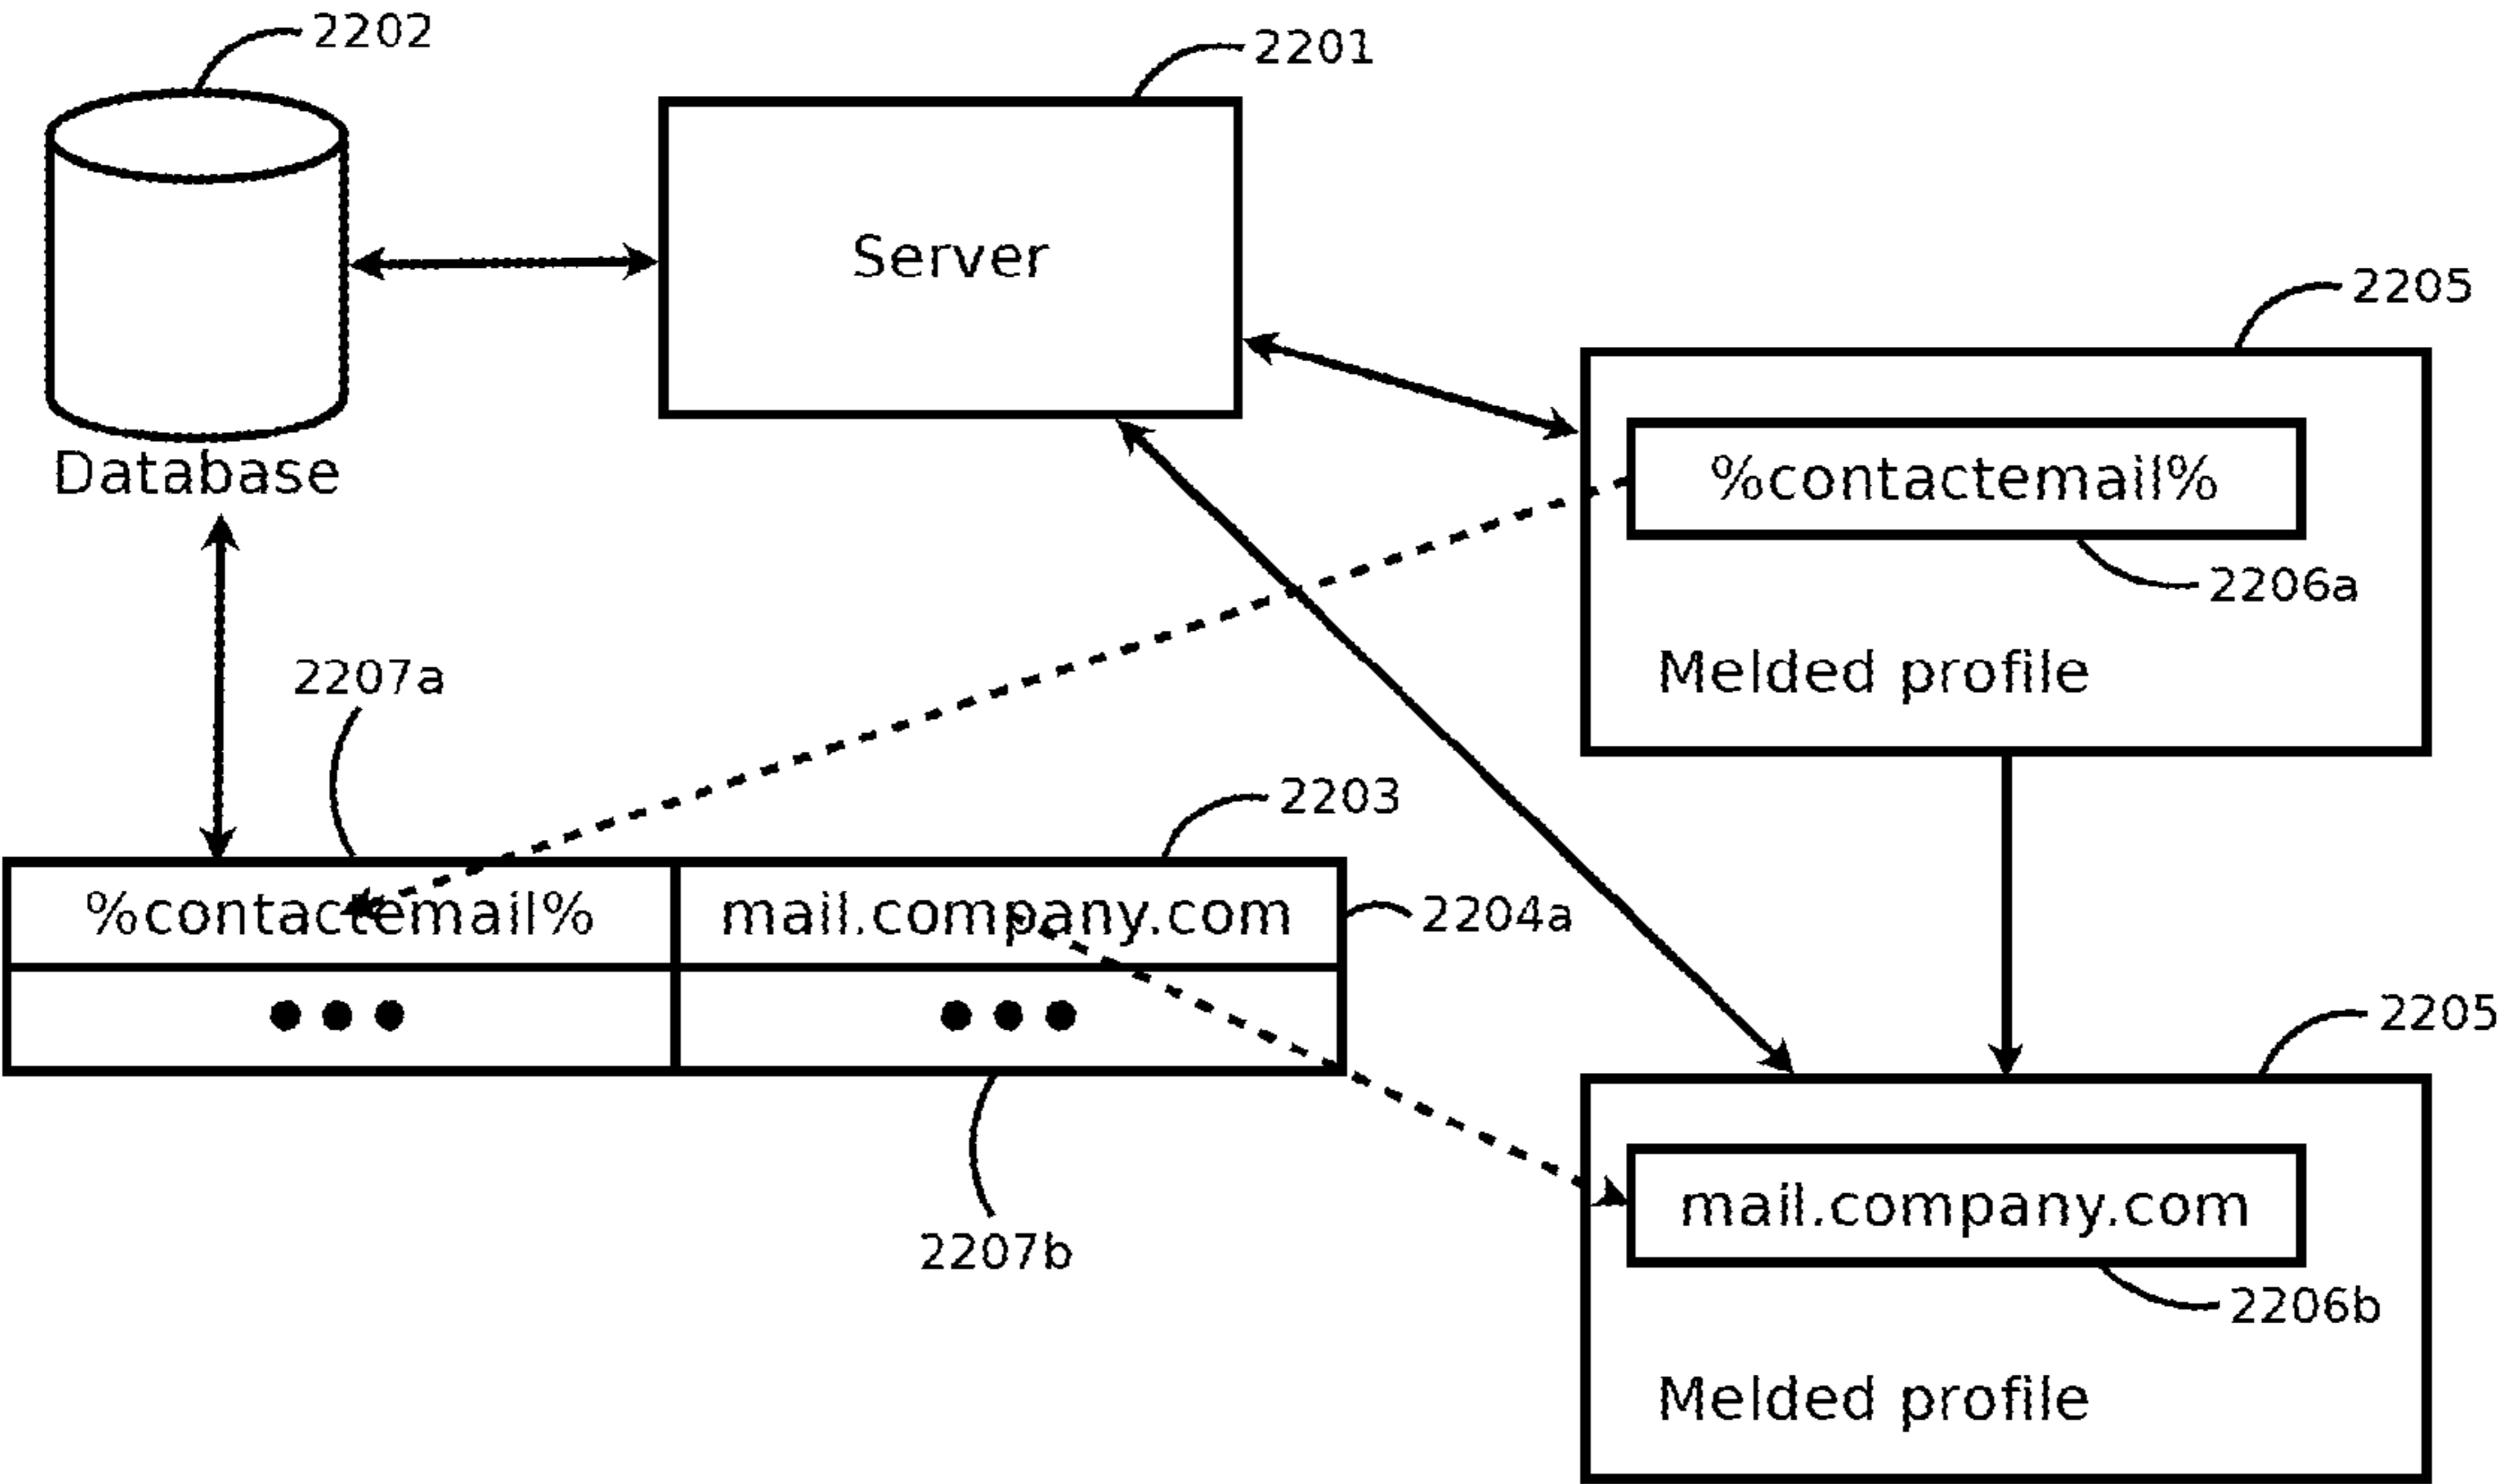 2202
2201
Server
2205
%contactemail%
Database
2206a
Melded profile
2207a
2203
%contactemail%
mail.company.com
2204a
2205
mail.company.com
2207b
2206b
Melded profile